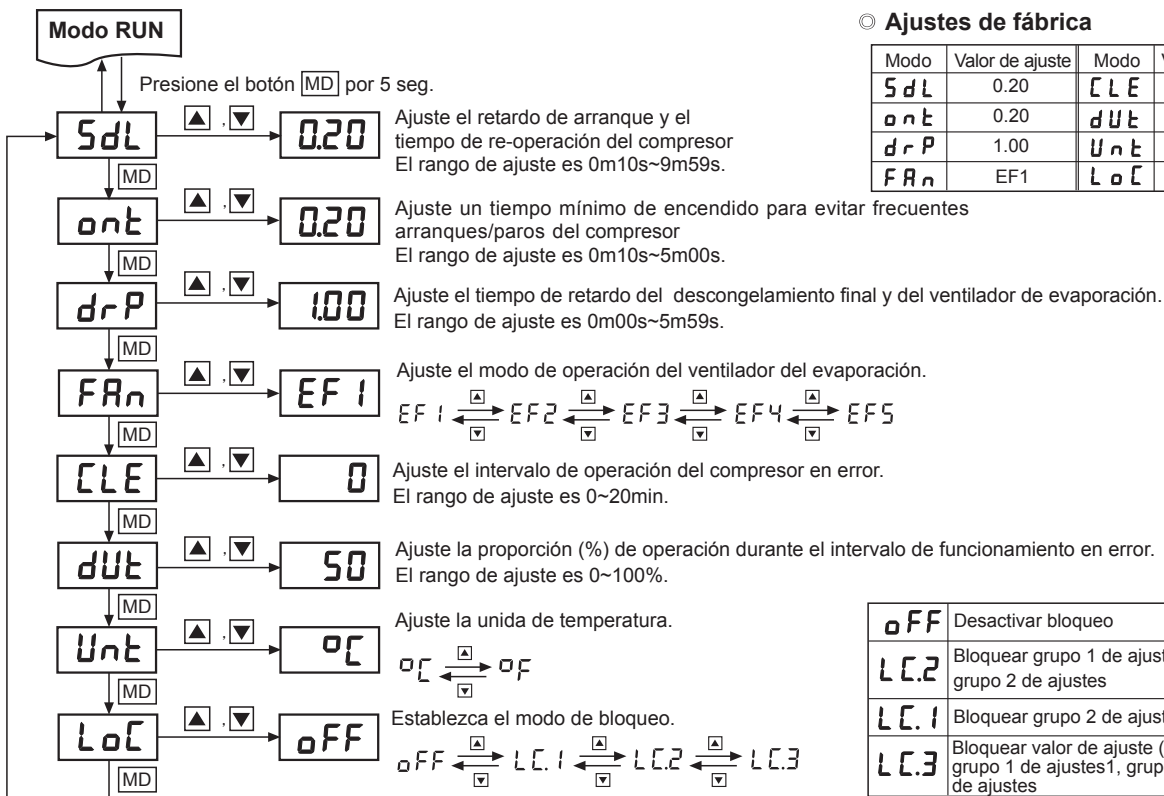 Modo RUN
Presione el botón MD por 5 seg.
◎ Ajustes de fábrica
Modo Valor de ajuste Modo
SdL 0.20 CLE
ont 0.20 dUt
drP 1.00 Unt
FAn EF1 LoC
SdL ▲ , ▼ 0.20
Ajuste el retardo de arranque y el
tiempo de re-operación del compresor
El rango de ajuste es 0m10s~9m59s.
MD
ont ▲ , ▼ 0.20
Ajuste un tiempo mínimo de encendido para evitar frecuentes
arranques/paros del compresor
El rango de ajuste es 0m10s~5m00s.
MD
drP ▲ , ▼ 1.00
Ajuste el tiempo de retardo del descongelamiento final y del ventilador de evaporación.
El rango de ajuste es 0m00s~5m59s.
MD
FAn ▲ , ▼ EF1
Ajuste el modo de operación del ventilador del evaporación.
▲ ▲ ▲ ▲
EF1 EF2 EF3 EF4 EF5
▼ ▼ ▼ ▼
MD
CLE ▲ , ▼ 0
Ajuste el intervalo de operación del compresor en error.
El rango de ajuste es 0~20min.
MD
dUt ▲ , ▼ 50
Ajuste la proporción (%) de operación durante el intervalo de funcionamiento en error.
El rango de ajuste es 0~100%.
MD
Unt ▲ , ▼ °C
Ajuste la unida de temperatura.
▲
°C °F
▼
MD
LoC ▲ , ▼ oFF
Establezca el modo de bloqueo.
▲ ▲ ▲
oFF LC.1 LC.2 LC.3
▼ ▼ ▼
MD
oFF Desactivar bloqueo
LC.2 Bloquear grupo 1 de
grupo 2 de ajustes
LC.1 Bloquear grupo 2 de
LC.3 Bloquear valor de ajuste (
grupo 1 de ajustes1,
de ajustes